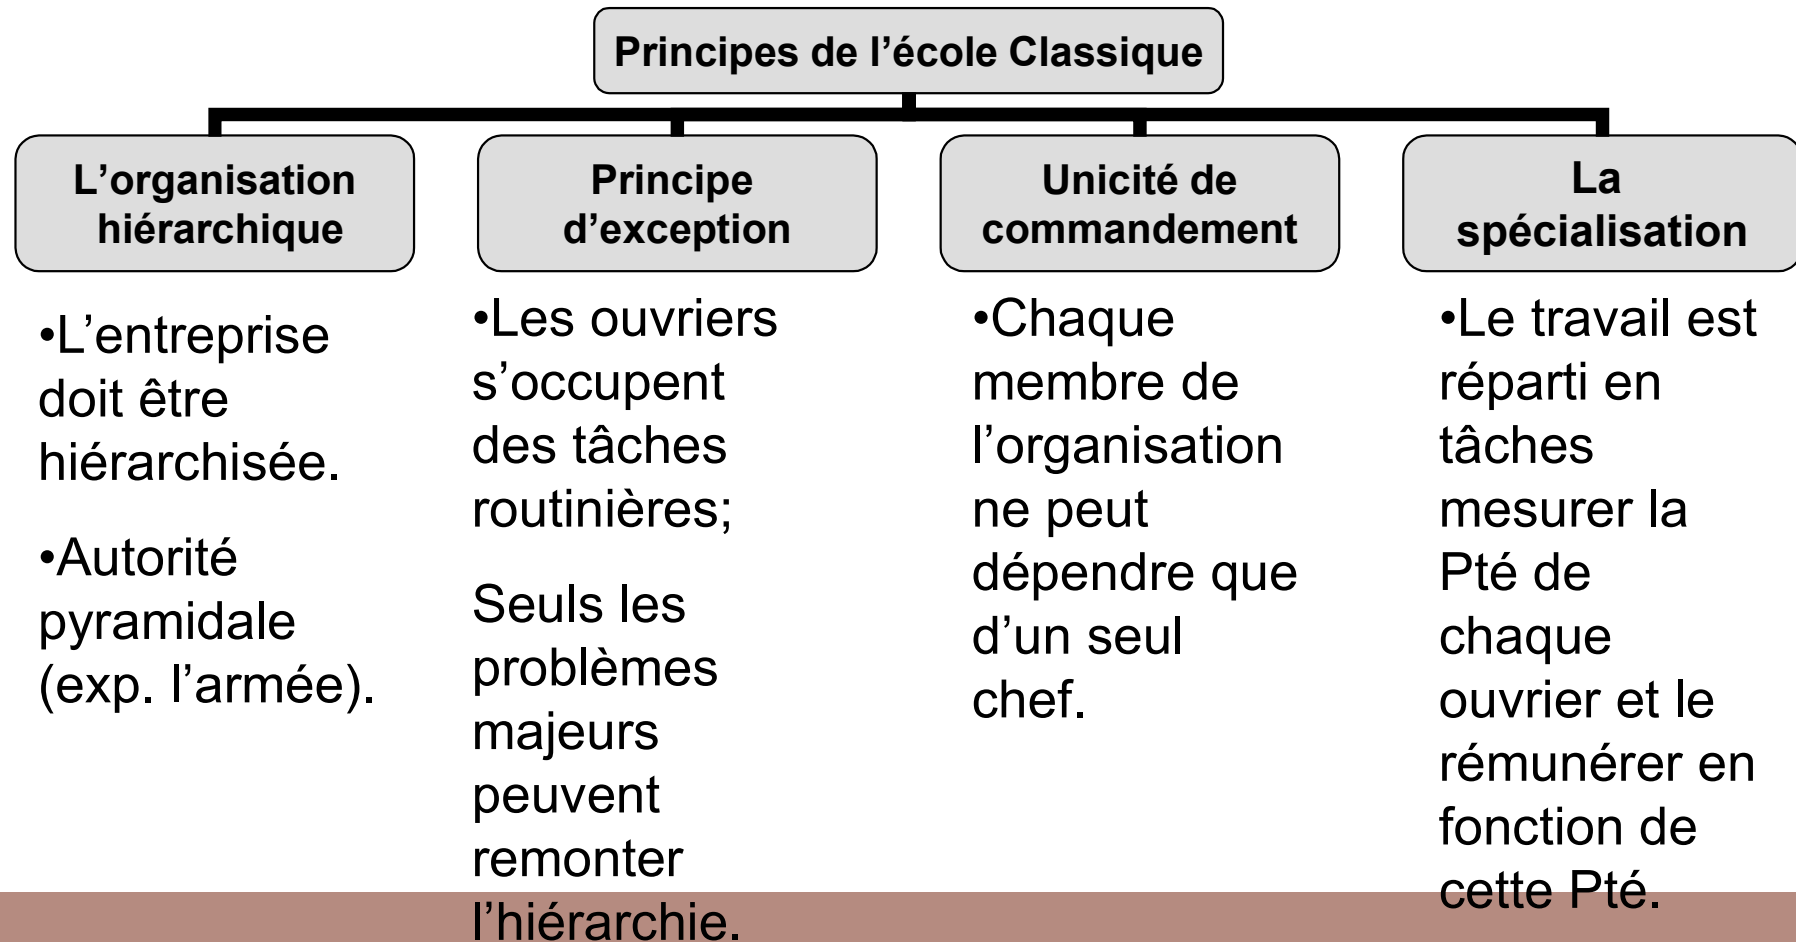 Principes de l’école Classique
L’organisation
hiérarchique
•L’entreprise
doit être
hiérarchisée.
•Autorité
pyramidale
(exp. l’armée).
Principe
d’exception
•Les ouvriers
s’occupent
des tâches
routinières;
Seuls les
problèmes
majeurs
peuvent
remonter
l’hiérarchie.
Unicité de
commandement
•Chaque
membre de
l’organisation
ne peut
dépendre que
d’un seul
chef.
La
spécialisation
•Le travail est
réparti en
tâches
mesurer la
Pté de
chaque
ouvrier et le
rémunérer en
fonction de
cette Pté.